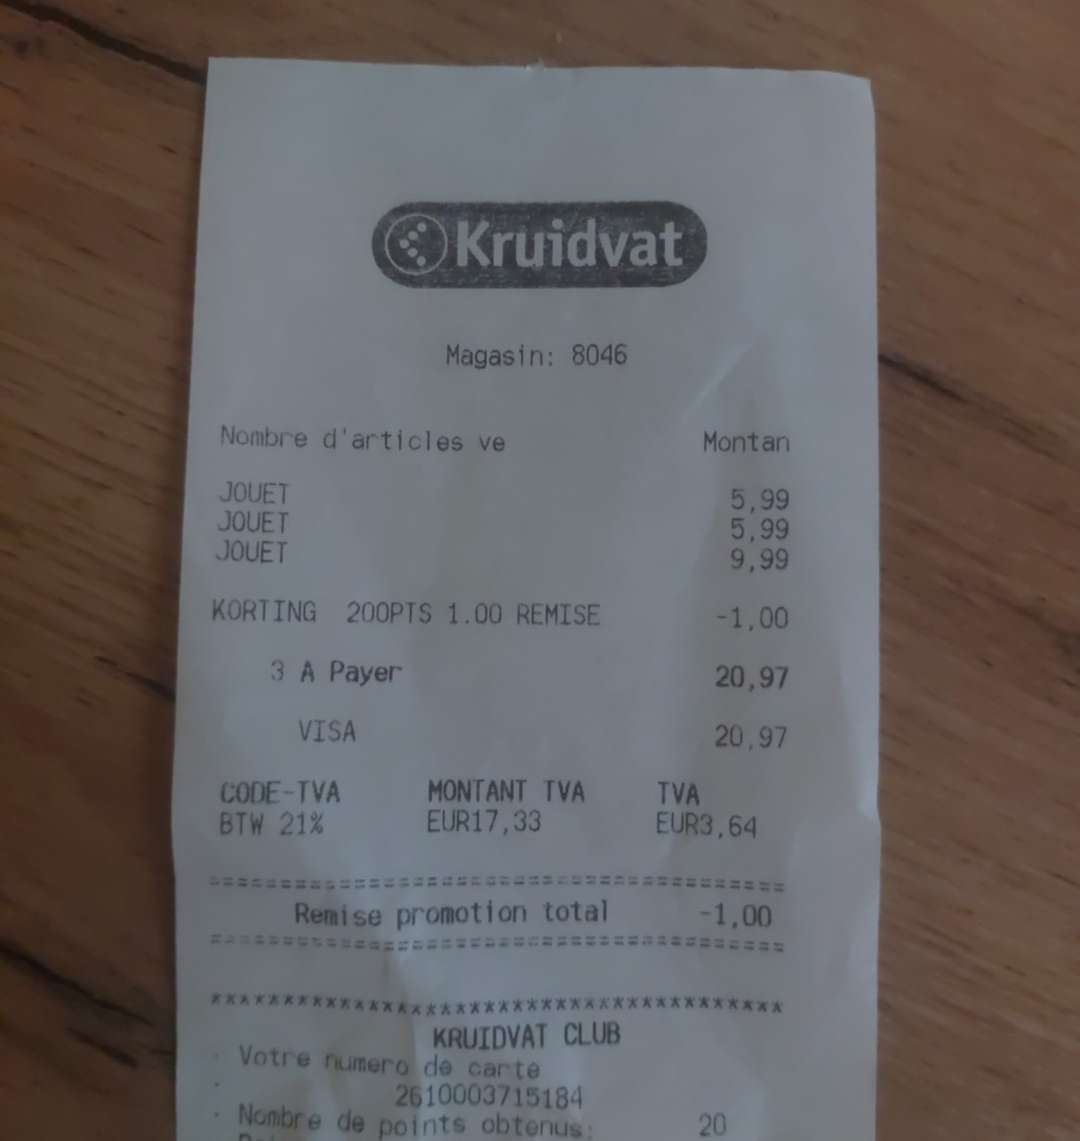 Kruidvat
Magasin: 8046
Nombre d'articles ve Montan
JOUET 5,99
JOUET 5,99
JOUET 9,99
KORTING 200PTS 1.00 REMISE -1,00
3 A Payer 20,97
VISA 20,97
CODE-TVA MONTANT TVA TVA
BTW 21% EUR17,33 EUR3,64
========================================
Remise promotion total -1,00
========================================
****************************************
KRUIDVAT CLUB
· Votre numero de carte
· 2610003715184
· Nombre de points obtenus: 20